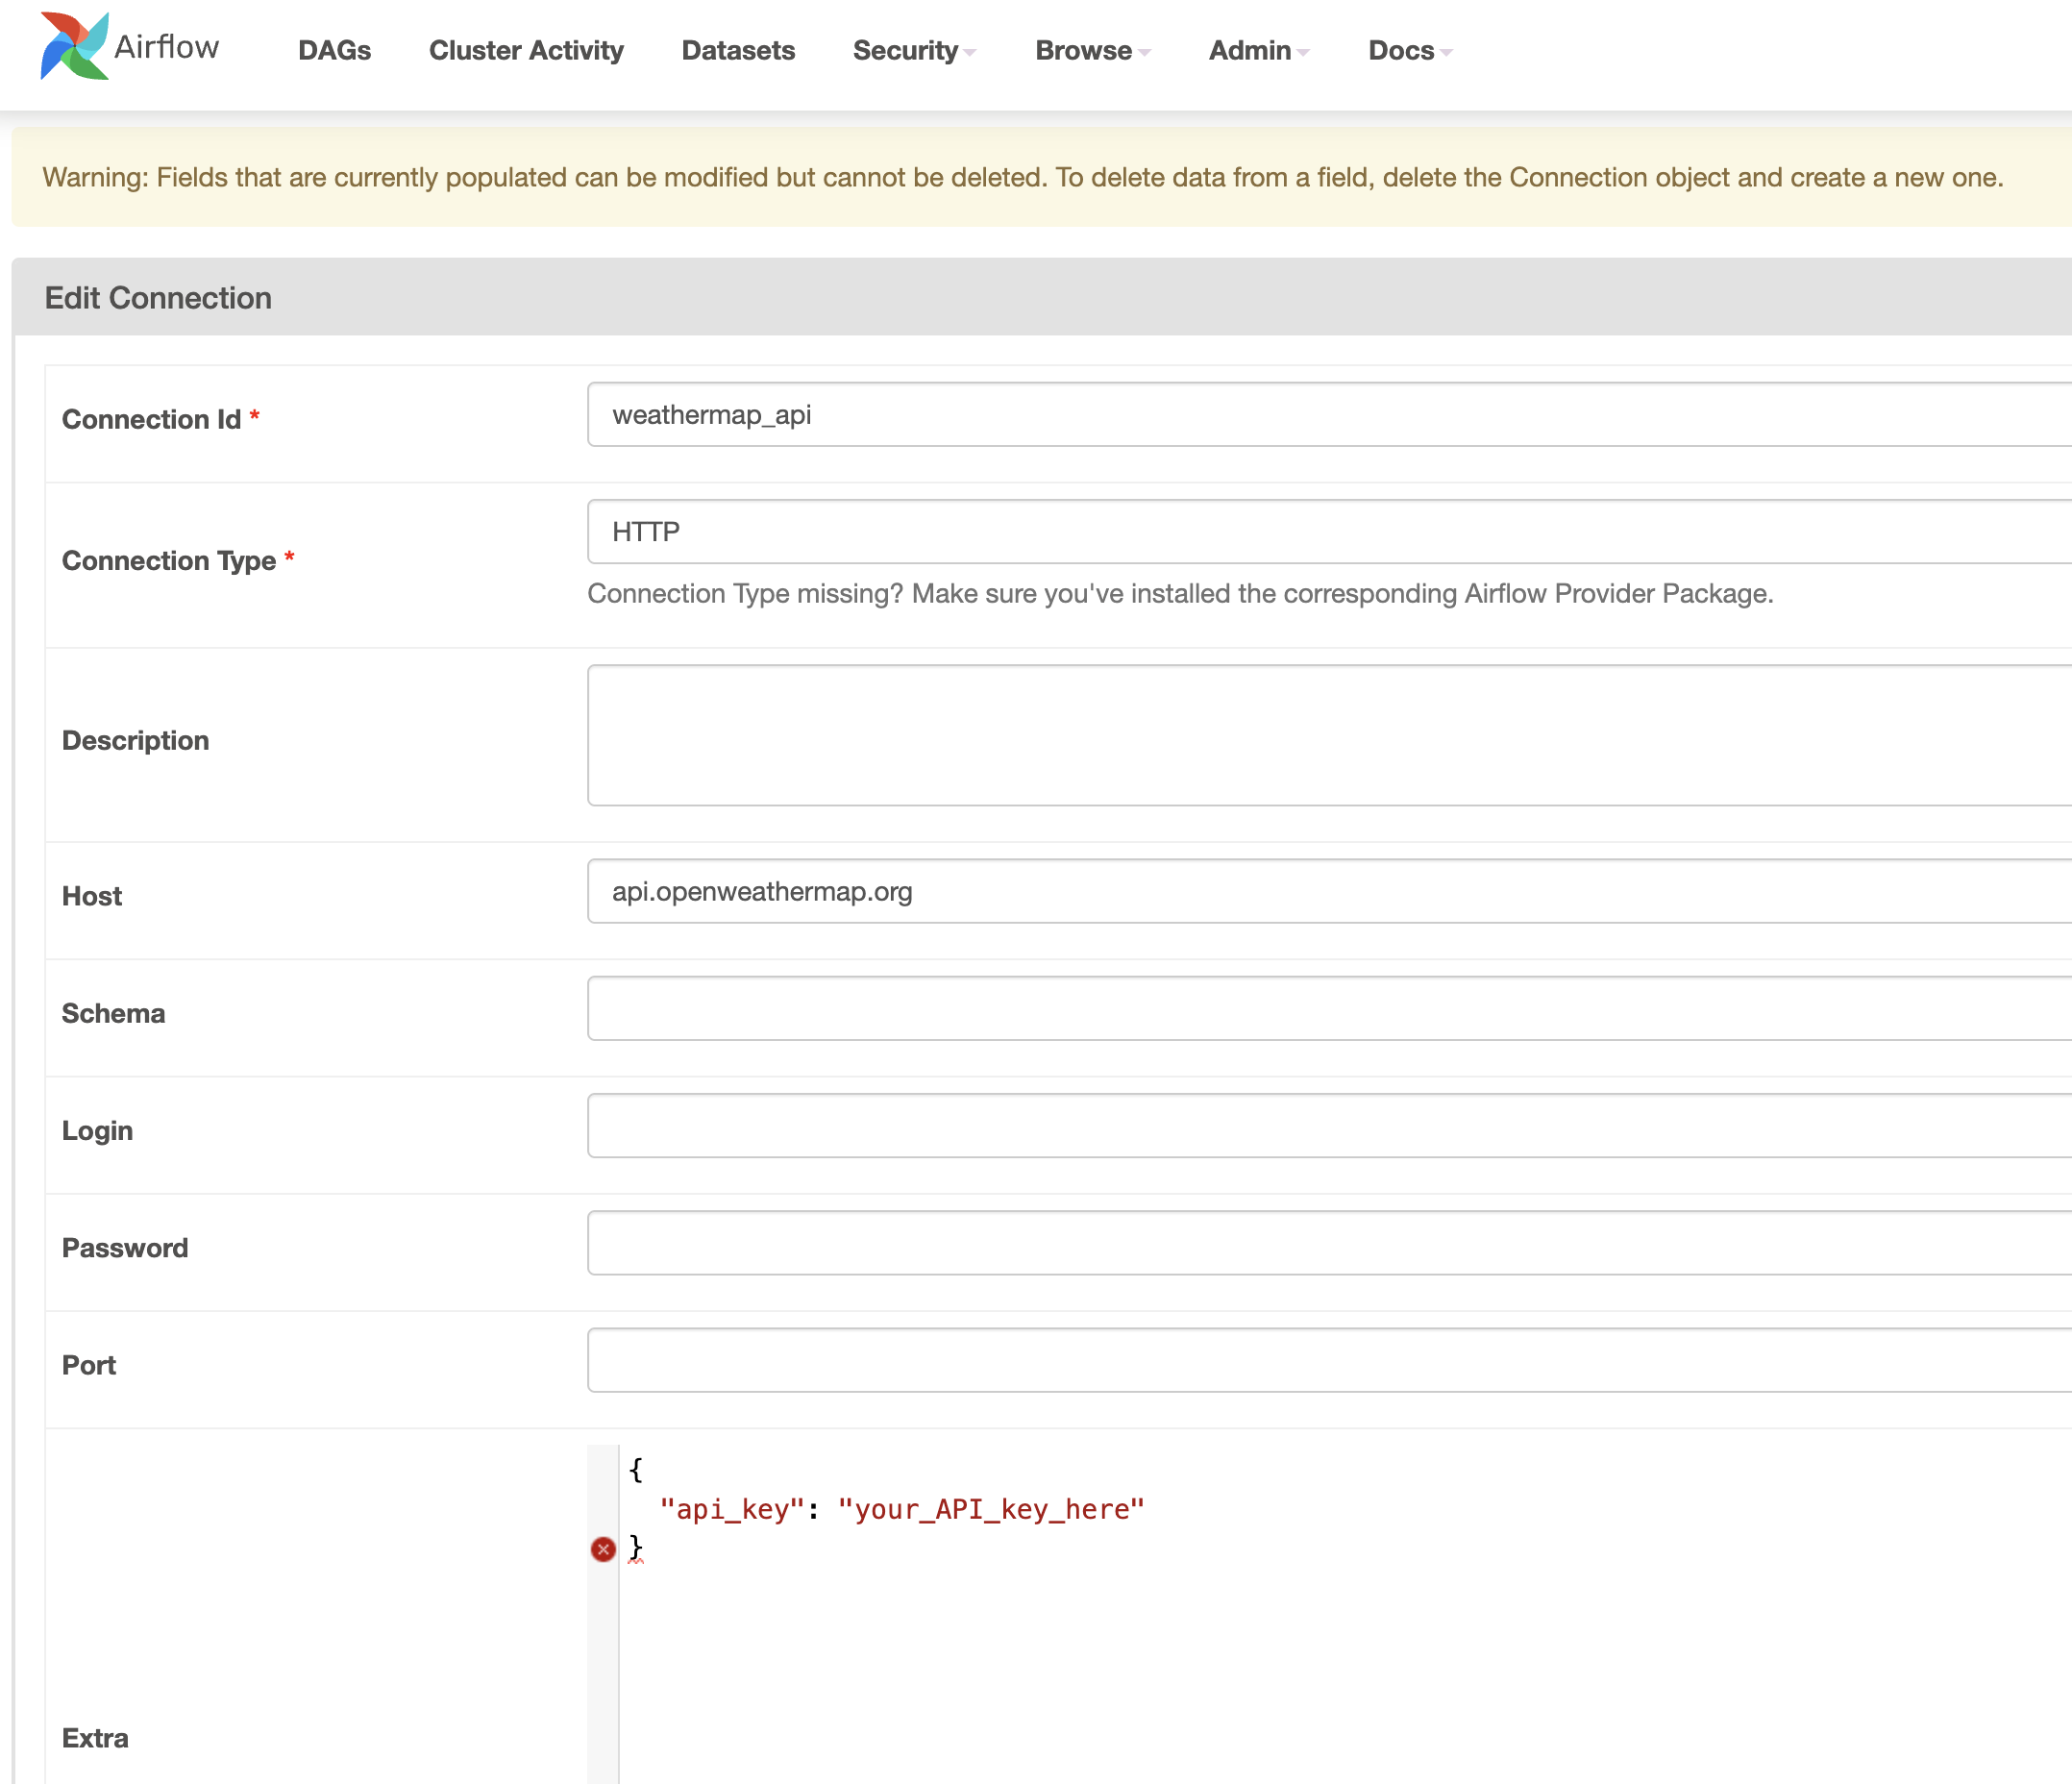 Airflow DAGs Cluster Activity Datasets Security Browse Admin Docs
Warning: Fields that are currently populated can be modified but cannot be deleted. To delete data from a field, delete the Connection object and create a new one.
Edit Connection
Connection Id * weathermap_api
Connection Type * HTTP
Connection Type missing? Make sure you've installed the corresponding Airflow Provider Package.
Description
Host api.openweathermap.org
Schema
Login
Password
Port
{
"api_key": "your_API_key_here"
}
Extra